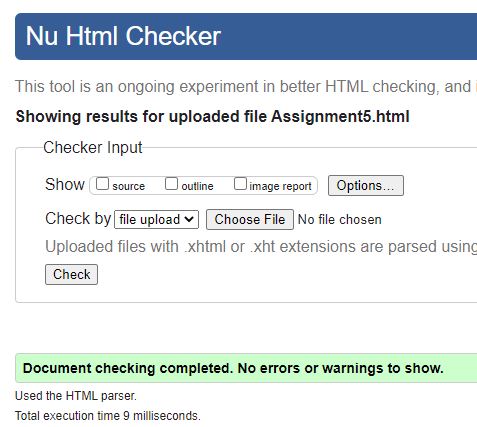 Nu Html Checker
This tool is an ongoing experiment in better HTML checking, and
Showing results for uploaded file Assignment5.html
Checker Input
Show source outline image report Options...
Check by file upload Choose File No file chosen
Uploaded files with .xhtml or .xht extensions are parsed using
Check
Document checking completed. No errors or warnings to show.
Used the HTML parser.
Total execution time 9 milliseconds.